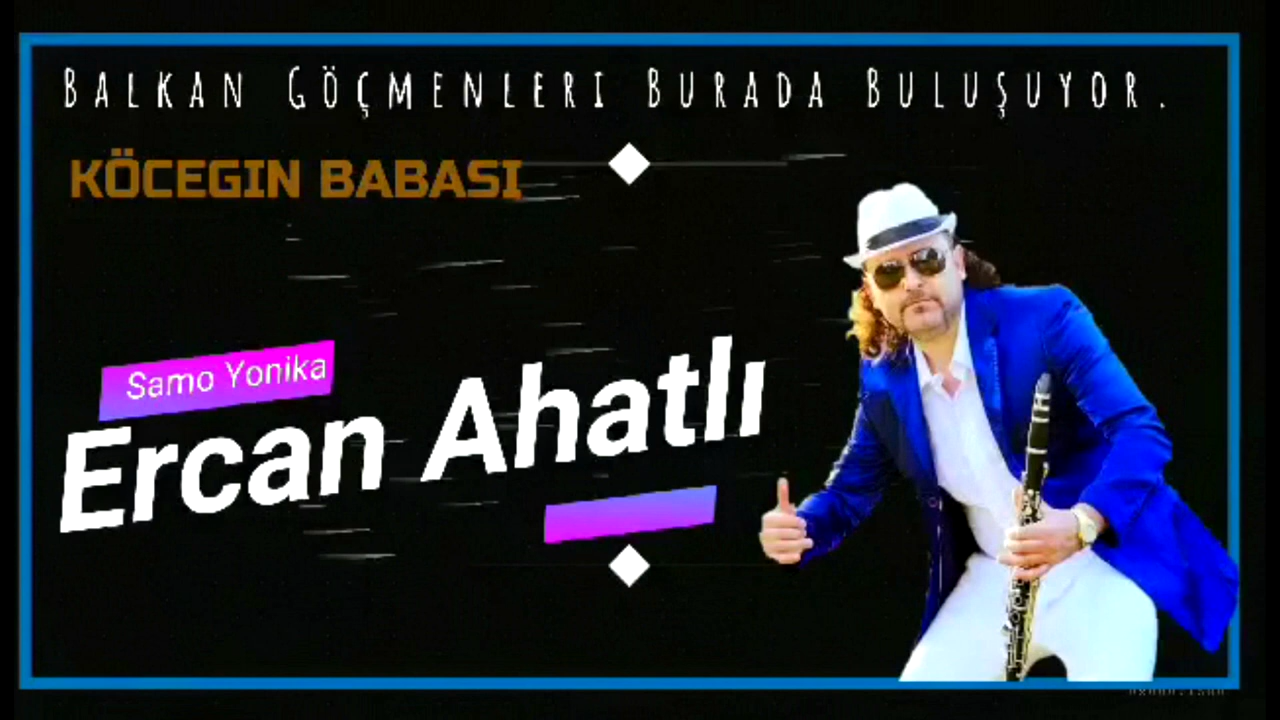 BALKAN GÖÇMENLERI BURADA BULUŞUYOR.
KÖCEGIN BABASI
Samo Yonika
Ercan Ahatlı